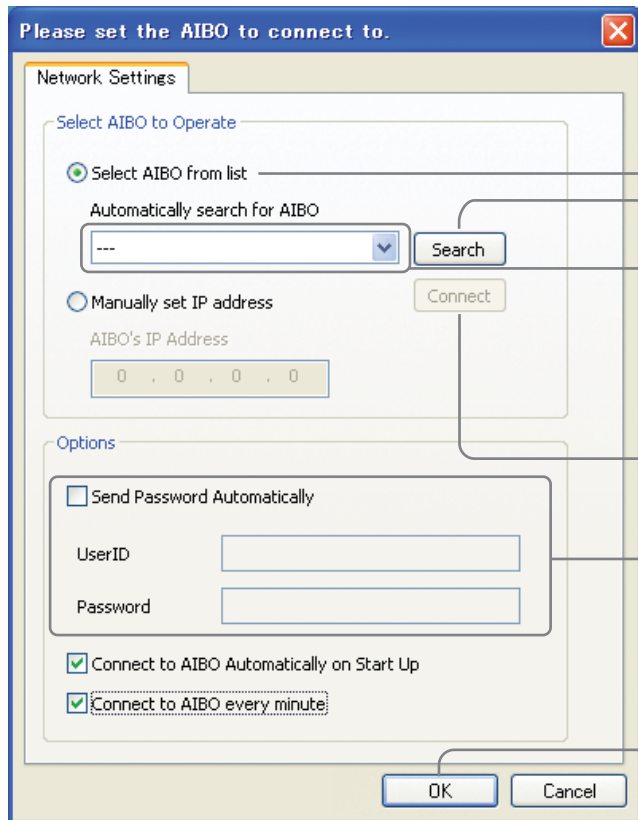 Please set the AIBO to connect to.
Network Settings
Select AIBO to Operate
Select AIBO from list
Automatically search for AIBO
---
Search
Manually set IP address
Connect
AIBO's IP Address
0 . 0 . 0 . 0
Options
Send Password Automatically
UserID
Password
Connect to AIBO Automatically on Start Up
Connect to AIBO every minute
OK
Cancel